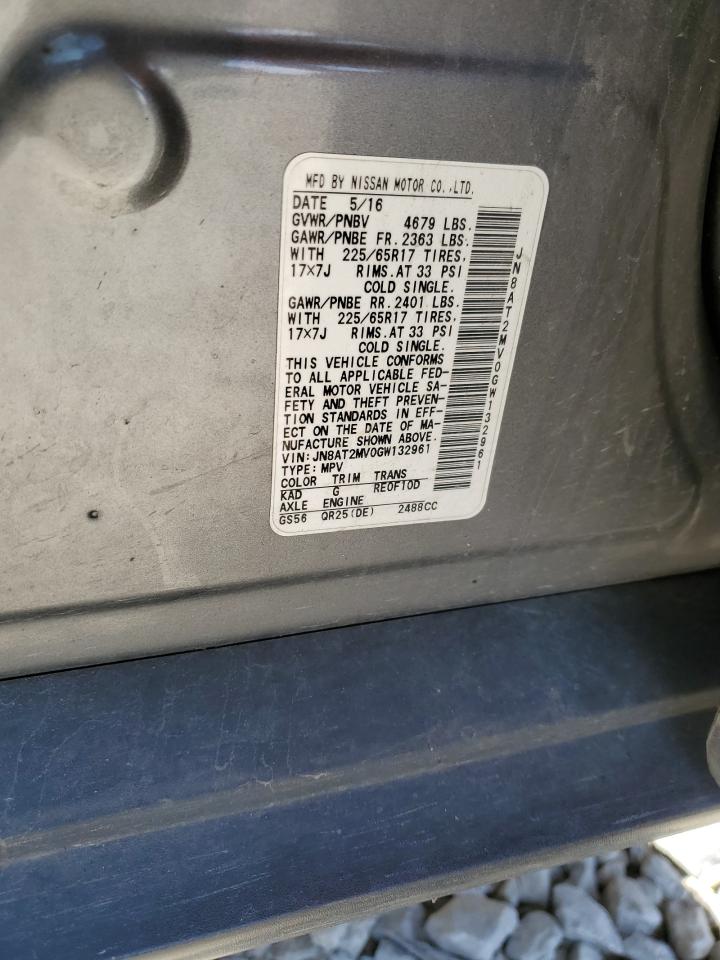 MFD BY NISSAN MOTOR CO.,LTD.
DATE 5/16
GVWR/PNBV 4679 LBS.
GAWR/PNBE FR.2363 LBS.
WITH 225/65R17 TIRES,
17×7J RIMS.AT 33 PSI
COLD SINGLE.
GAWR/PNBE RR.2401 LBS.
WITH 225/65R17 TIRES,
17×7J RIMS.AT 33 PSI
COLD SINGLE.
THIS VEHICLE CONFORMS
TO ALL APPLICABLE FED-
ERAL MOTOR VEHICLE SA-
FETY AND THEFT PREVEN-
TION STANDARDS IN EFF-
ECT ON THE DATE OF MA-
NUFACTURE SHOWN ABOVE.
VIN:JN8AT2MV0GW132961
TYPE:MPV
COLOR TRIM TRANS
KAD G RE0F10D
AXLE ENGINE
GS56 QR25(DE) 2488CC
JN8AT2MV0GW132961